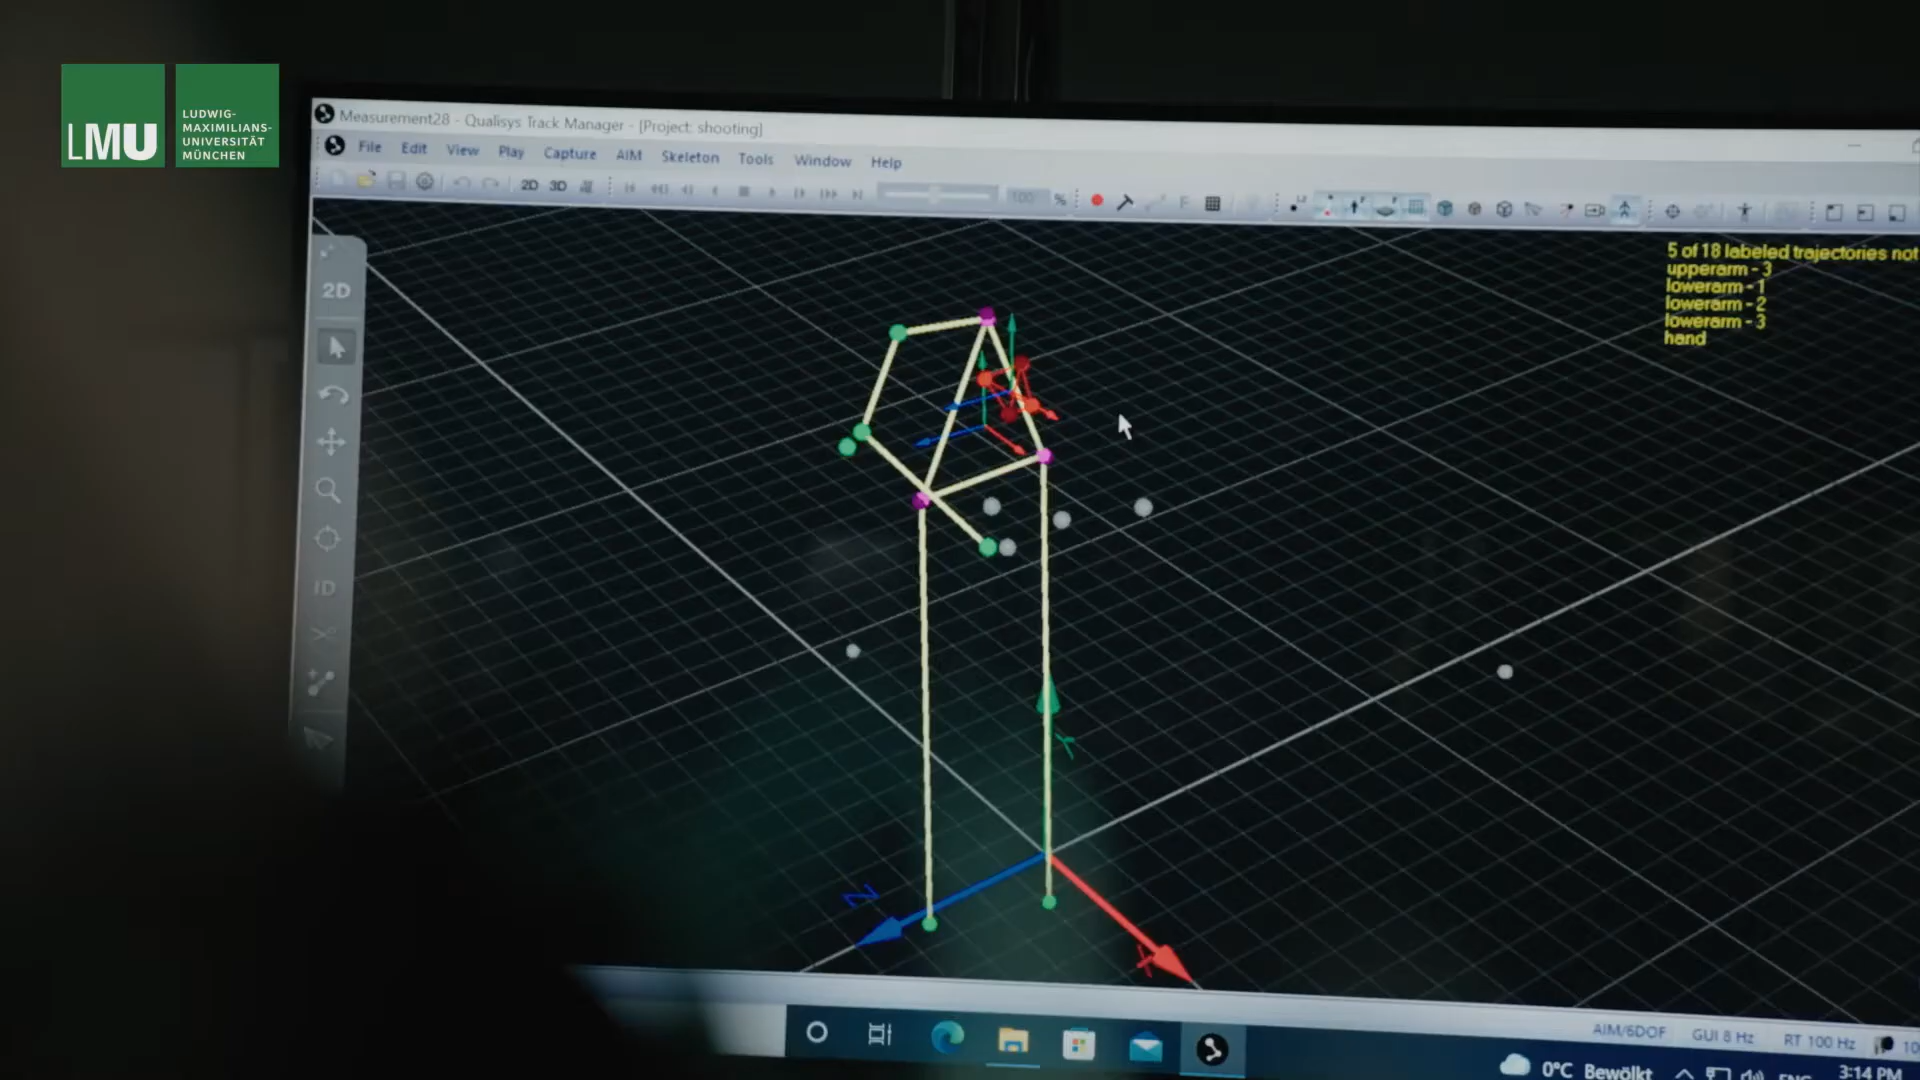 LMU
LUDWIG-
MAXIMILIANS-
UNIVERSITÄT
MÜNCHEN
Measurement28 - Qualisys Track Manager - [Project: shooting]
File Edit View Play Capture AIM Skeleton Tools Window Help
2D 3D 100 % F
5 of 18 labeled trajectories not
upperarm - 3
lowerarm - 1
lowerarm - 2
lowerarm - 3
hand
2D
ID
Y
Z
X
AIM/6DOF GUI 8 Hz RT 100 Hz
0°C Bewölkt ENG 3:14 PM